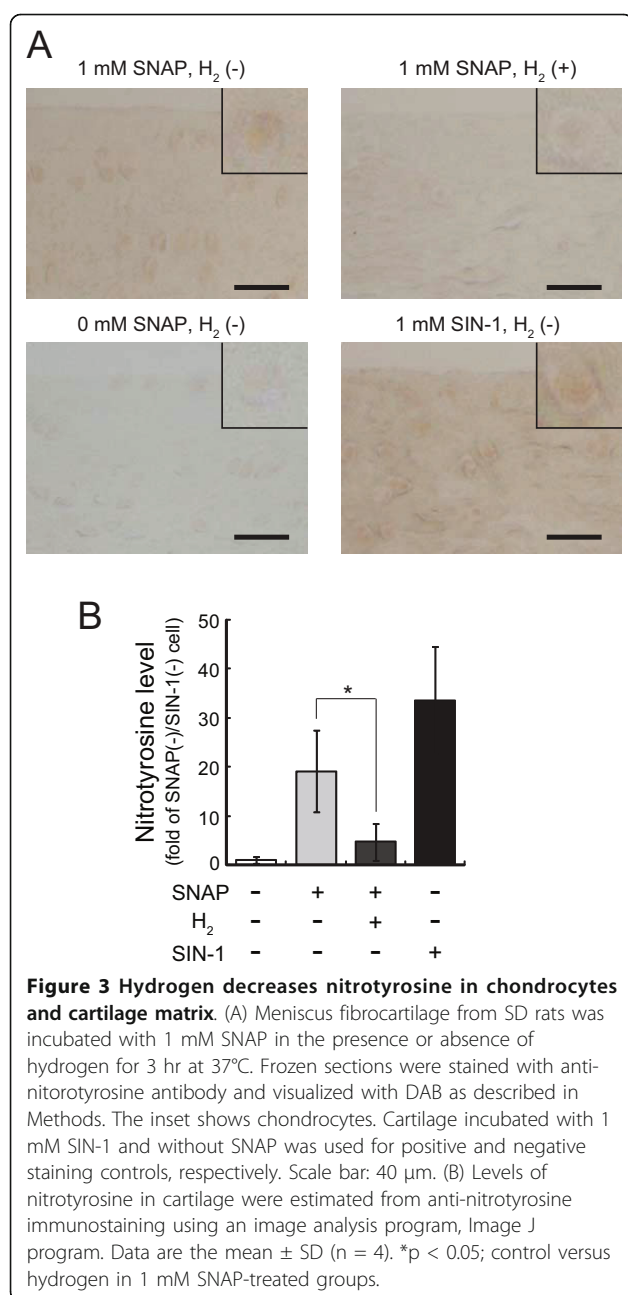 A
1 mM SNAP, H2 (-)
1 mM SNAP, H2 (+)
0 mM SNAP, H2 (-)
1 mM SIN-1, H2 (-)
B
Nitrotyrosine level
(fold of SNAP(-)/SIN-1(-) cell)
50
40
30
20
10
0
*
SNAP - + + -
H2 - - + -
SIN-1 - - - +
Figure 3 Hydrogen decreases nitrotyrosine in chondrocytes
and cartilage matrix. (A) Meniscus fibrocartilage from SD rats was
incubated with 1 mM SNAP in the presence or absence of
hydrogen for 3 hr at 37°C. Frozen sections were stained with anti-
nitorotyrosine antibody and visualized with DAB as described in
Methods. The inset shows chondrocytes. Cartilage incubated with 1
mM SIN-1 and without SNAP was used for positive and negative
staining controls, respectively. Scale bar: 40 μm. (B) Levels of
nitrotyrosine in cartilage were estimated from anti-nitrotyrosine
immunostaining using an image analysis program, Image J
program. Data are the mean ± SD (n = 4). *p < 0.05; control versus
hydrogen in 1 mM SNAP-treated groups.